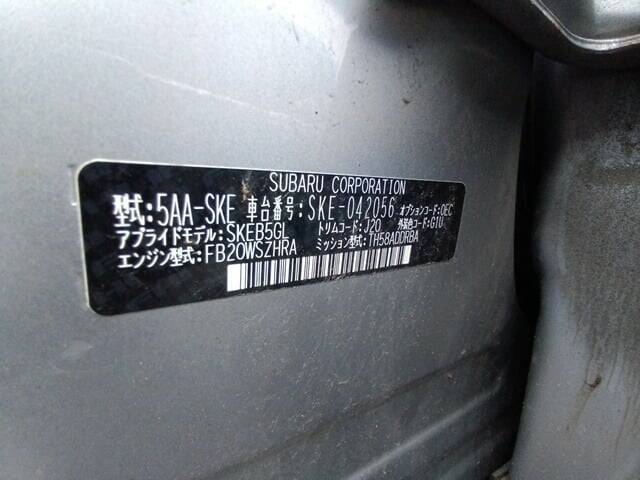 SUBARU CORPORATION
型式:5AA-SKE 車台番号:SKE-042056 オプションコード:OEC
アプライドモデル:SKEB5GL トリムコード:J20 外装色コード:G1U
エンジン型式:FB20WSZHRA ミッション型式:TH58ADDRBA